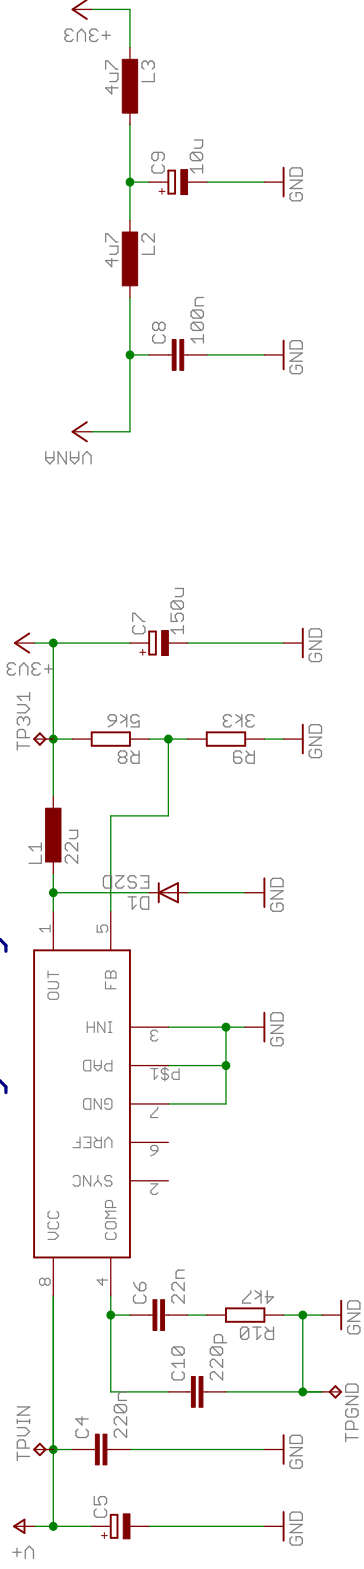 +3V3
4u7
L3
C9
+
10u
GND
4u7
L2
C8
100n
GND
VANA
C7
+
150u
GND
+3V3
TP3V1
5k6
R8
3k3
R9
GND
L1
22u
ES2D
D1
GND
1
5
OUT
FB
INH
3
GND
PAD
P$1
GND
7
VREF
6
SYNC
2
VCC
COMP
8
4
C6
22n
4k7
R10
GND
C10
220p
TPGND
TPVIN
C4
220n
GND
C5
+
GND
V+